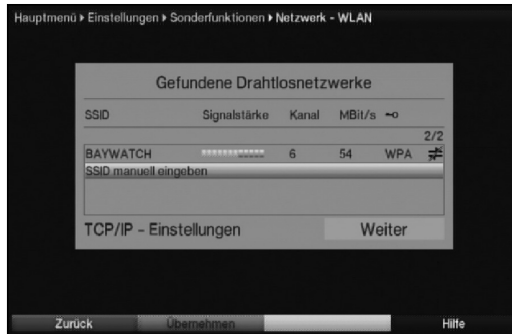 Hauptmenü ▸ Einstellungen ▸ Sonderfunktionen ▸ Netzwerk - WLAN
Gefundene Drahtlosnetzwerke
SSID Signalstärke Kanal MBit/s
2/2
BAYWATCH 6 54 WPA
SSID manuell eingeben
TCP/IP - Einstellungen Weiter
Zurück Übernehmen Hilfe